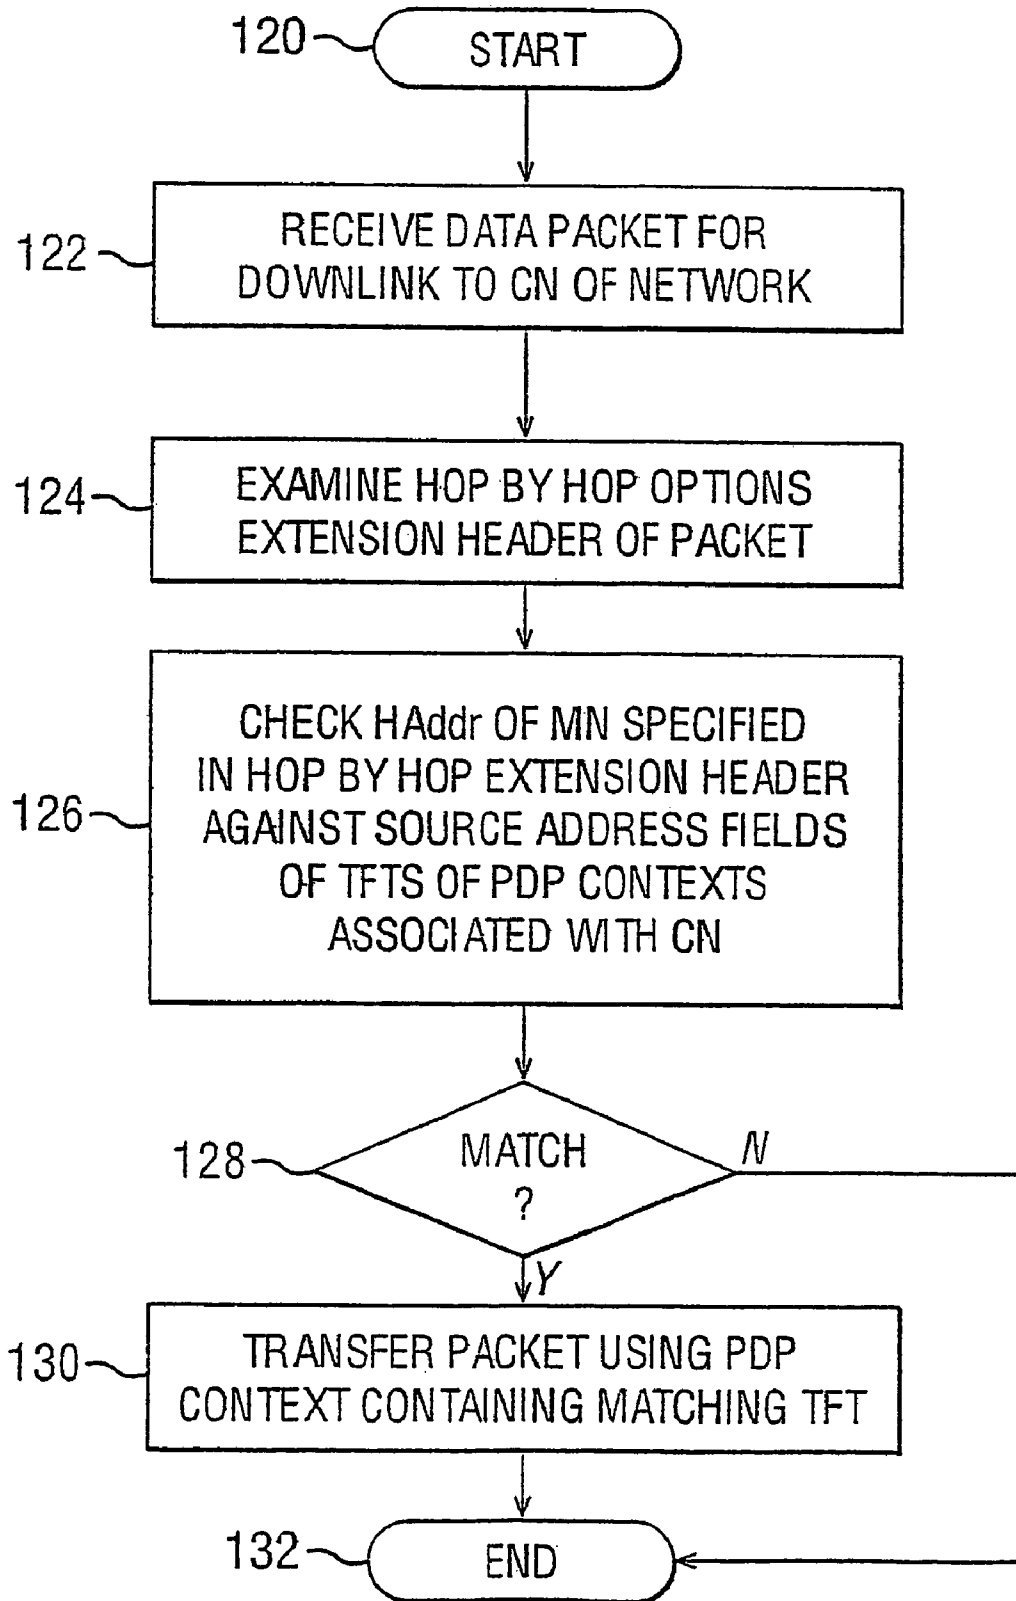 120
START
122
RECEIVE DATA PACKET FOR
DOWNLINK TO CN OF NETWORK
124
EXAMINE HOP BY HOP OPTIONS
EXTENSION HEADER OF PACKET
126
CHECK HAddr OF MN SPECIFIED
IN HOP BY HOP EXTENSION HEADER
AGAINST SOURCE ADDRESS FIELDS
OF TFTS OF PDP CONTEXTS
ASSOCIATED WITH CN
128
MATCH
?
N
Y
130
TRANSFER PACKET USING PDP
CONTEXT CONTAINING MATCHING TFT
132
END